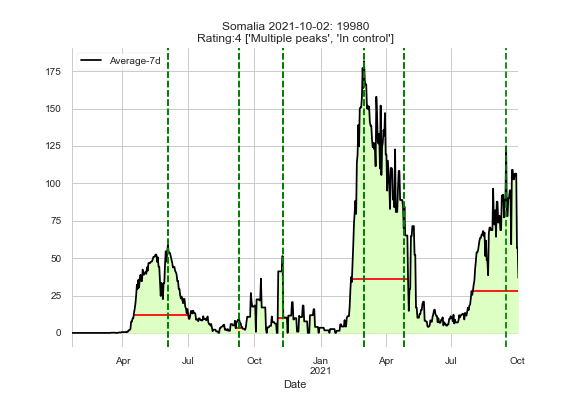 Somalia 2021-10-02: 19980
Rating:4 ['Multiple peaks', 'In control']
Average-7d
175
150
125
100
75
50
25
0
Apr Jul Oct Jan Apr Jul Oct
2021
Date